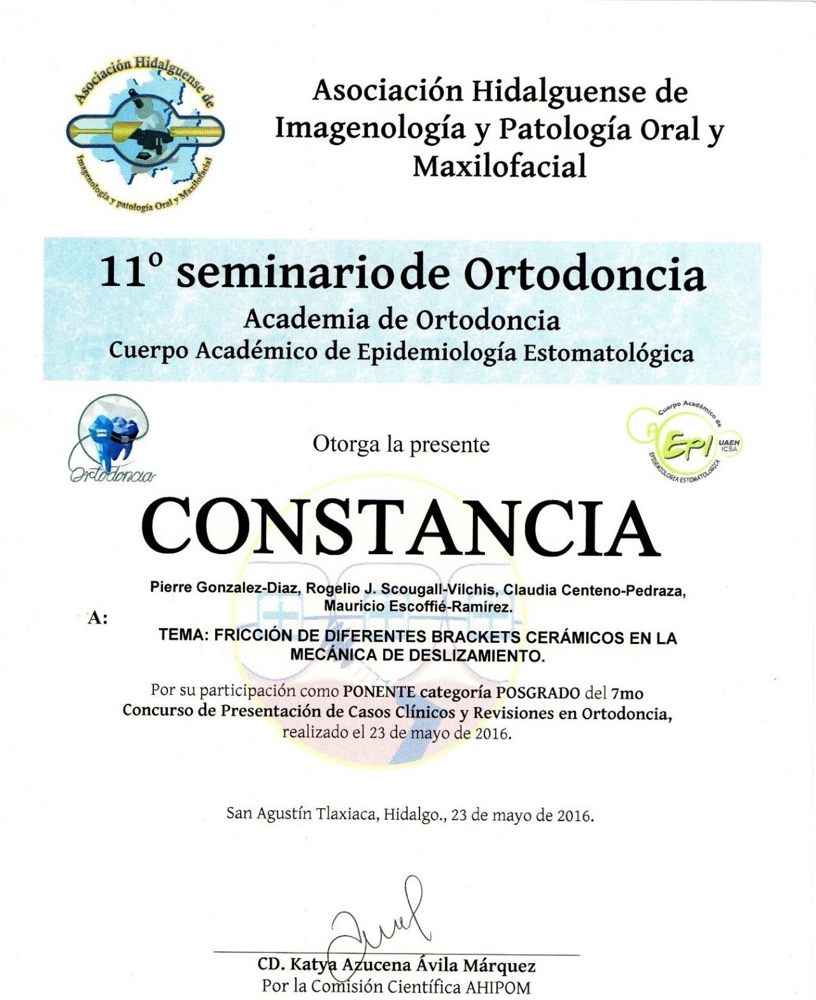 Asociación Hidalguense de
Imagenología y patología Oral y Maxilofacial
Asociación Hidalguense de
Imagenología y Patología Oral y
Maxilofacial
11º seminario de Ortodoncia
Academia de Ortodoncia
Cuerpo Académico de Epidemiología Estomatológica
Ortodoncia
Otorga la presente
Cuerpo Académico de
A
EPI
UAEH
ICSA
EPIDEMIOLOGÍA ESTOMATOLÓGICA
CONSTANCIA
Pierre Gonzalez-Diaz, Rogelio J. Scougall-Vilchis, Claudia Centeno-Pedraza,
Mauricio Escoffié-Ramírez.
A:
TEMA: FRICCIÓN DE DIFERENTES BRACKETS CERÁMICOS EN LA
MECÁNICA DE DESLIZAMIENTO.
Por su participación como PONENTE categoría POSGRADO del 7mo
Concurso de Presentación de Casos Clínicos y Revisiones en Ortodoncia,
realizado el 23 de mayo de 2016.
San Agustín Tlaxiaca, Hidalgo., 23 de mayo de 2016.
CD. Katya Azucena Ávila Márquez
Por la Comisión Científica AHIPOM